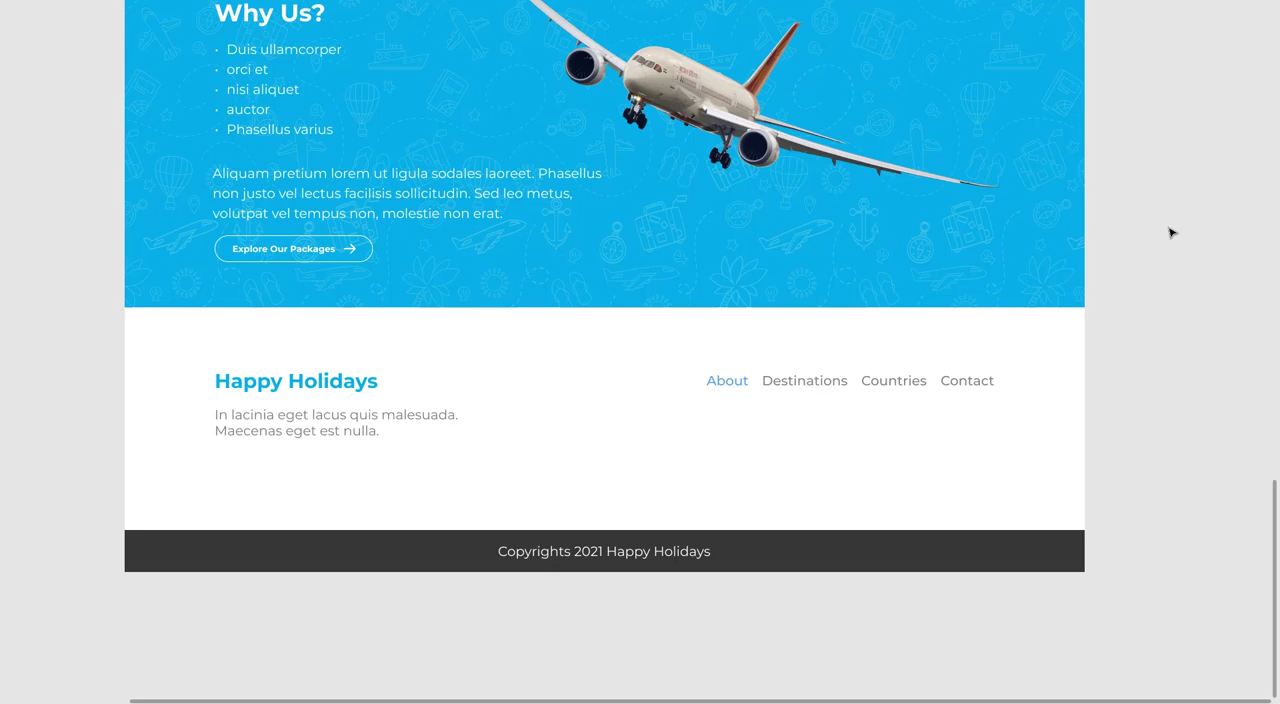 Why Us?
• Duis ullamcorper
• orci et
• nisi aliquet
• auctor
• Phasellus varius
Aliquam pretium lorem ut ligula sodales laoreet. Phasellus
non justo vel lectus facilisis sollicitudin. Sed leo metus,
volutpat vel tempus non, molestie non erat.
Explore Our Packages →
Happy Holidays
About Destinations Countries Contact
In lacinia eget lacus quis malesuada.
Maecenas eget est nulla.
Copyrights 2021 Happy Holidays